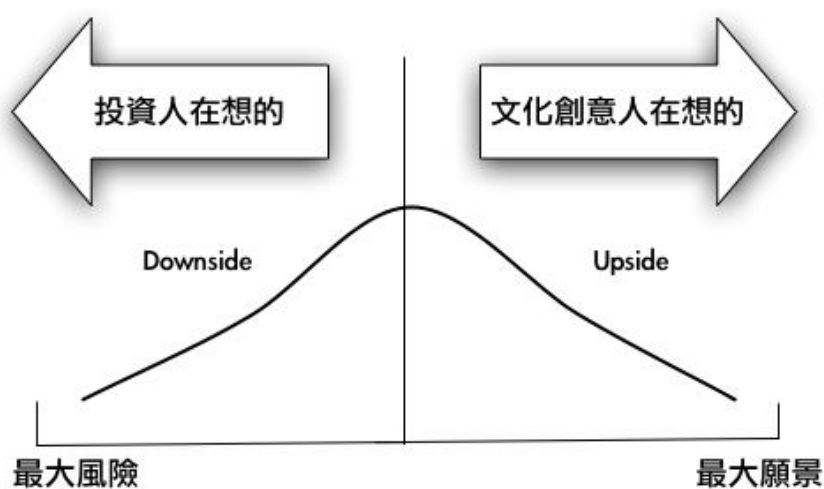 投資人在想的
文化創意人在想的
Downside
Upside
最大風險
最大願景